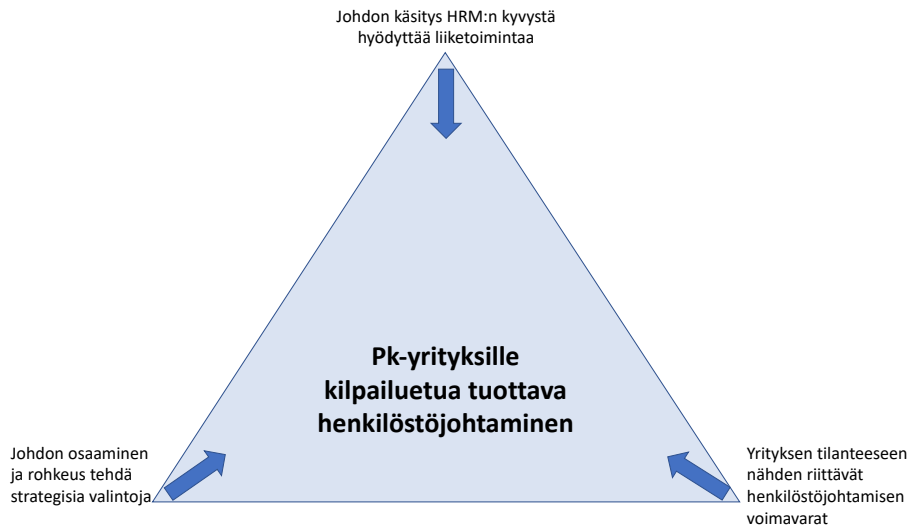 Johdon käsitys HRM:n kyvystä
hyödyttää liiketoimintaa
Pk-yrityksille
kilpailuetua tuottava
henkilöstöjohtaminen
Johdon osaaminen
ja rohkeus tehdä
strategisia valintoja
Yrityksen tilanteeseen
nähden riittävät
henkilöstöjohtamisen
voimavarat